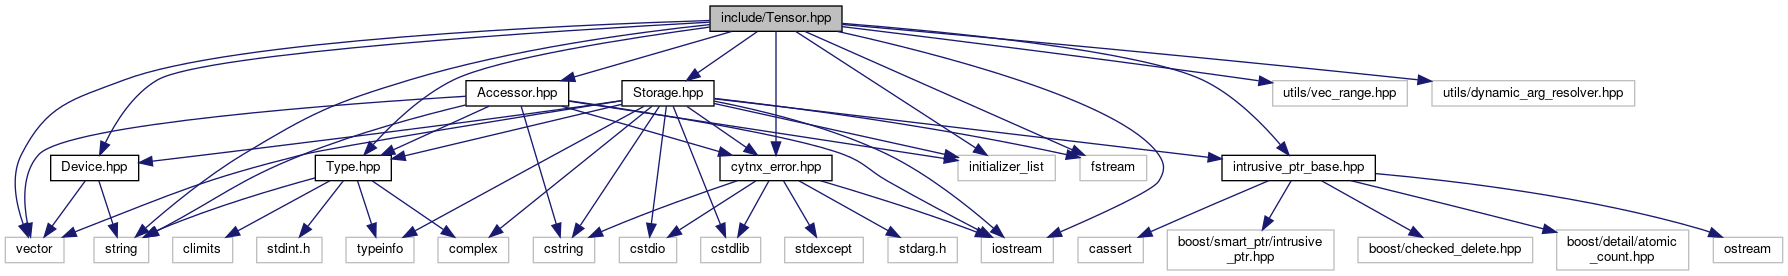 include/Tensor.hpp
Accessor.hpp
Storage.hpp
utils/vec_range.hpp
utils/dynamic_arg_resolver.hpp
Device.hpp
Type.hpp
cytnx_error.hpp
initializer_list
fstream
intrusive_ptr_base.hpp
vector
string
climits
stdint.h
typeinfo
complex
cstring
cstdio
cstdlib
stdexcept
stdarg.h
iostream
cassert
boost/smart_ptr/intrusive
_ptr.hpp
boost/checked_delete.hpp
boost/detail/atomic
_count.hpp
ostream